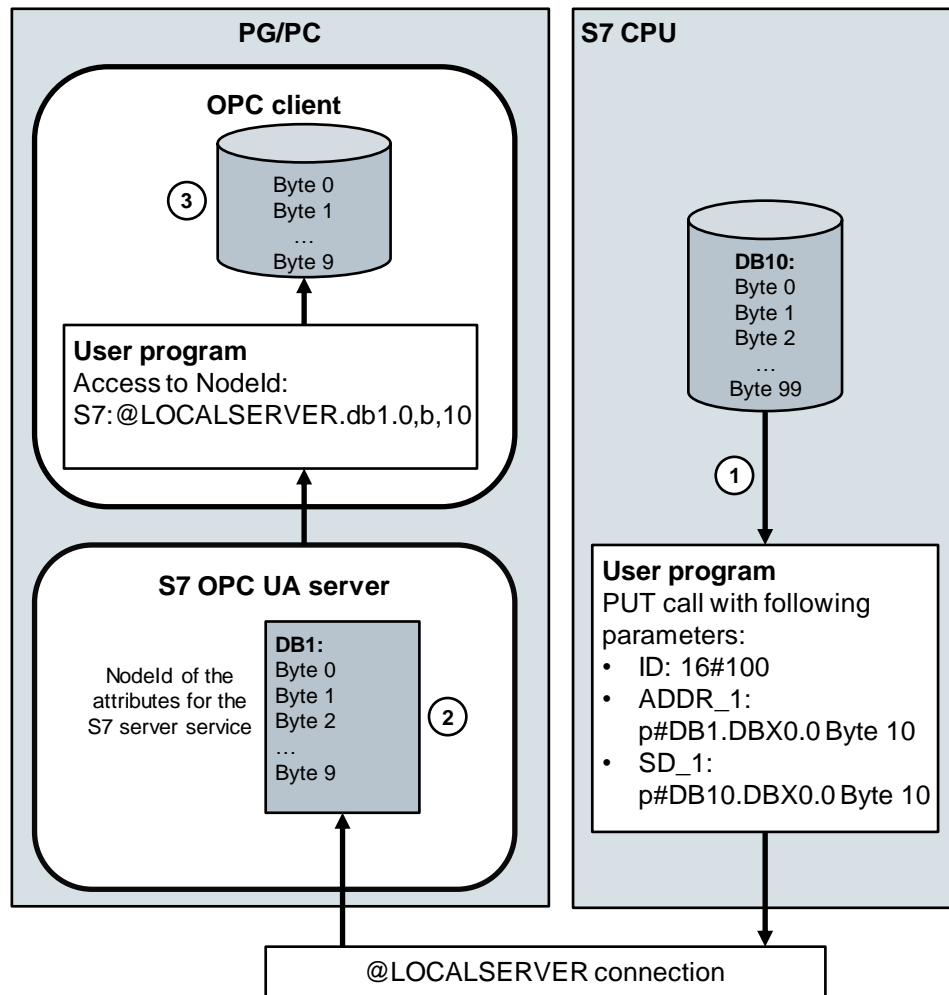 PG/PC
OPC client
Byte 0
Byte 1
…
Byte 9
3
User program
Access to NodeId:
S7:@LOCALSERVER.db1.0,b,10
S7 OPC UA server
NodeId of the
attributes for the
S7 server service
DB1:
Byte 0
Byte 1
Byte 2
…
Byte 9
2
S7 CPU
DB10:
Byte 0
Byte 1
Byte 2
…
Byte 99
1
User program
PUT call with following
parameters:
• ID: 16#100
• ADDR_1:
p#DB1.DBX0.0 Byte 10
• SD_1:
p#DB10.DBX0.0 Byte 10
@LOCALSERVER connection